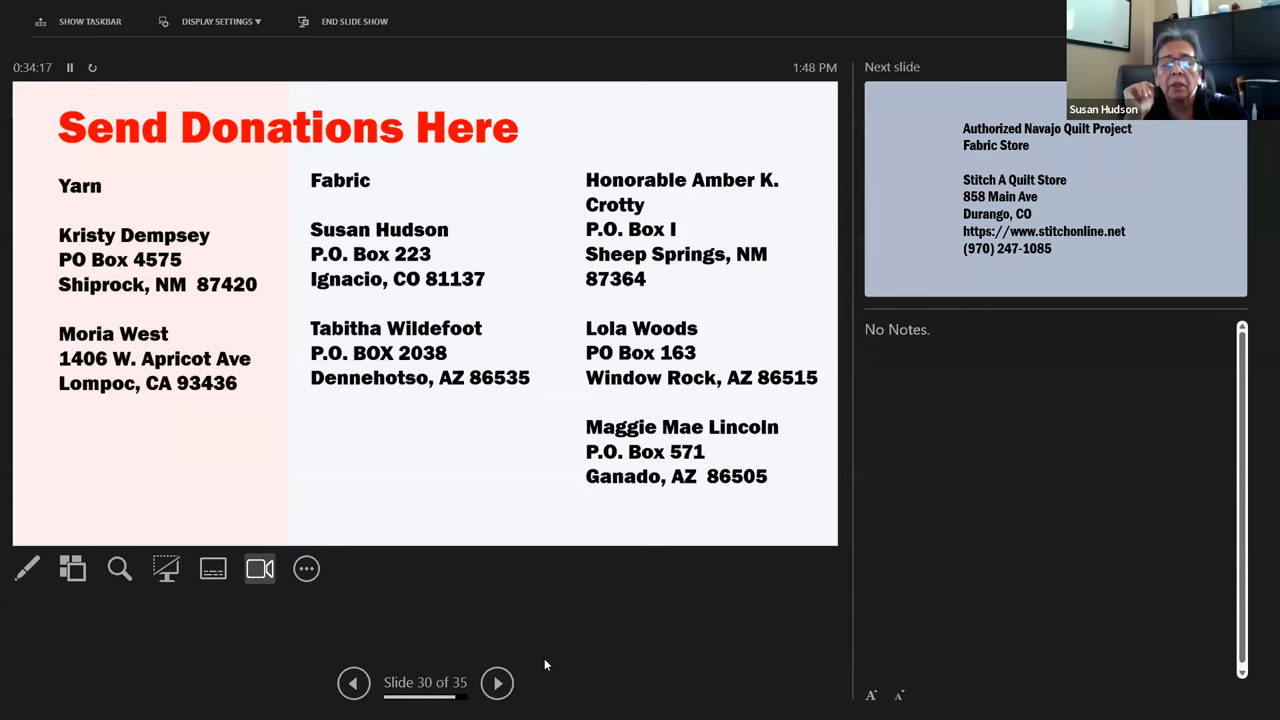 SHOW TASKBAR
DISPLAY SETTINGS
END SLIDE SHOW
0:34:17
1:48 PM
Send Donations Here
Yarn
Kristy Dempsey
PO Box 4575
Shiprock, NM 87420
Moria West
1406 W. Apricot Ave
Lompoc, CA 93436
Fabric
Susan Hudson
P.O. Box 223
Ignacio, CO 81137
Tabitha Wildefoot
P.O. BOX 2038
Dennehotso, AZ 86535
Honorable Amber K.
Crotty
P.O. Box I
Sheep Springs, NM
87364
Lola Woods
PO Box 163
Window Rock, AZ 86515
Maggie Mae Lincoln
P.O. Box 571
Ganado, AZ 86505
Slide 30 of 35
Next slide
Susan Hudson
Authorized Navajo Quilt Project
Fabric Store
Stitch A Quilt Store
858 Main Ave
Durango, CO
https://www.stitchonline.net
(970) 247-1085
No Notes.
A A